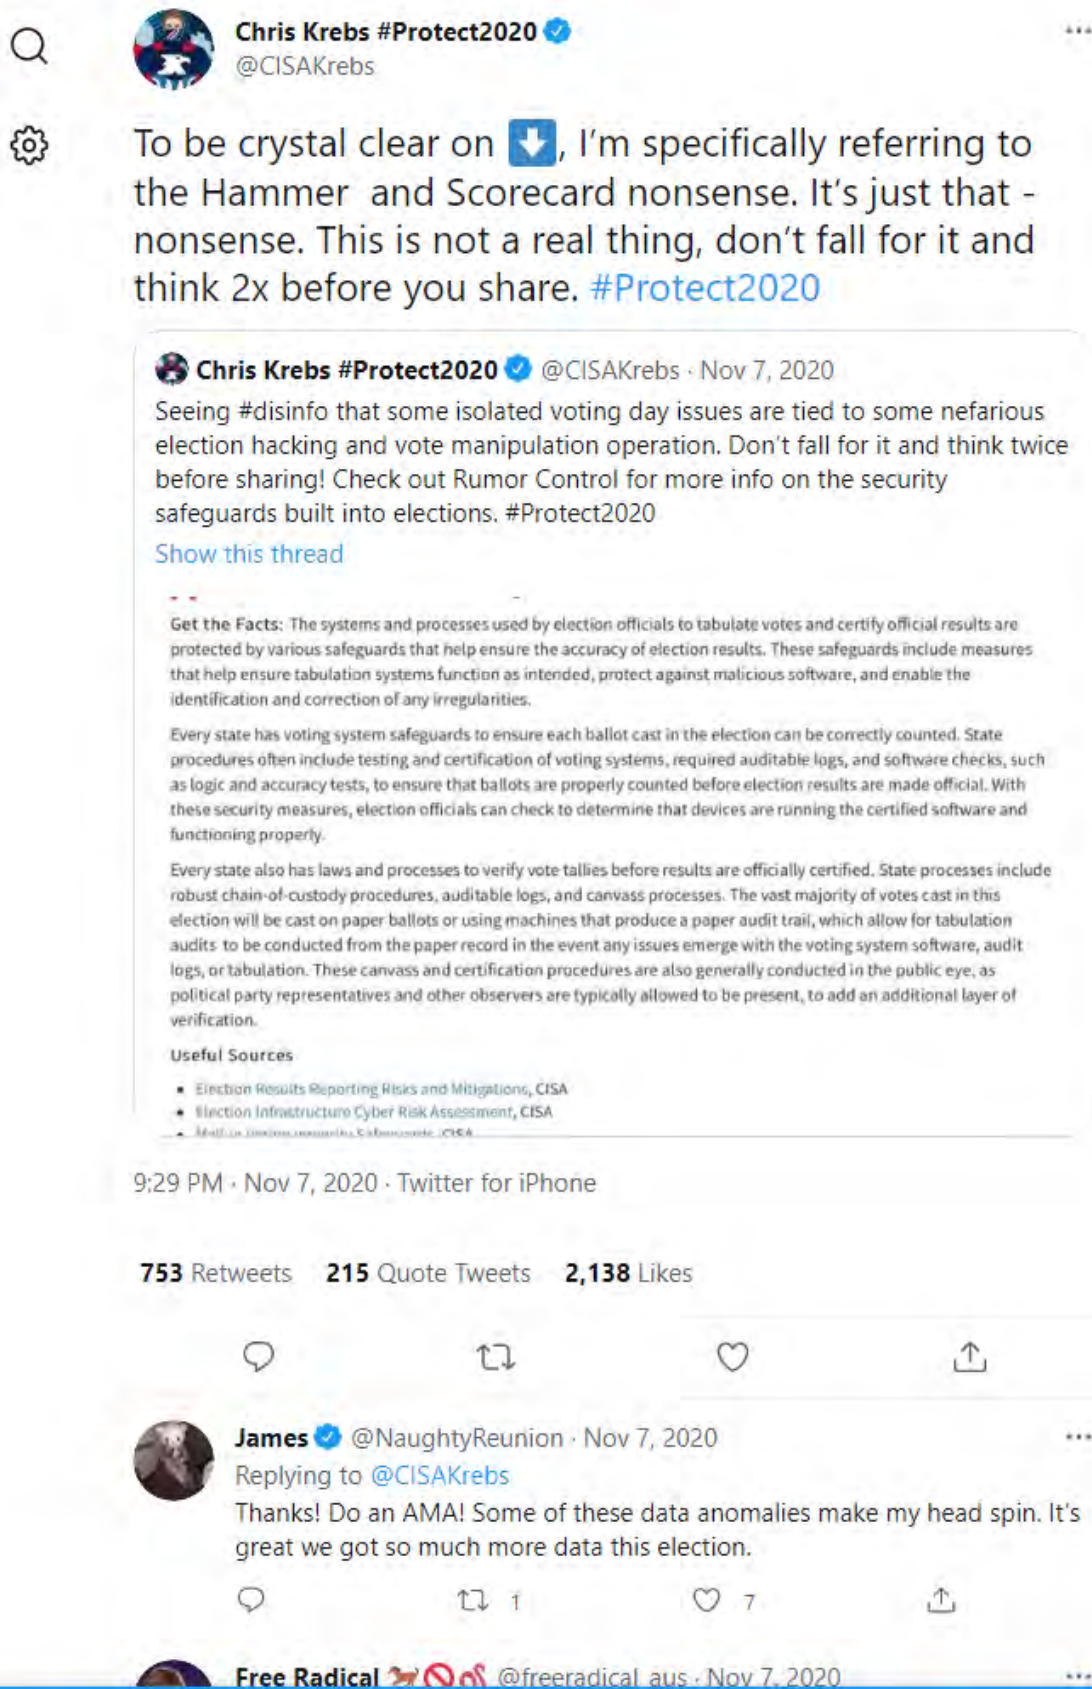 Chris Krebs #Protect2020
@CISAKrebs
To be crystal clear on ⬇, I'm specifically referring to
the Hammer and Scorecard nonsense. It's just that -
nonsense. This is not a real thing, don't fall for it and
think 2x before you share. #Protect2020
Chris Krebs #Protect2020 @CISAKrebs · Nov 7, 2020
Seeing #disinfo that some isolated voting day issues are tied to some nefarious
election hacking and vote manipulation operation. Don't fall for it and think twice
before sharing! Check out Rumor Control for more info on the security
safeguards built into elections. #Protect2020
Show this thread
Get the Facts: The systems and processes used by election officials to tabulate votes and certify official results are
protected by various safeguards that help ensure the accuracy of election results. These safeguards include measures
that help ensure tabulation systems function as intended, protect against malicious software, and enable the
identification and correction of any irregularities.
Every state has voting system safeguards to ensure each ballot cast in the election can be correctly counted. State
procedures often include testing and certification of voting systems, required auditable logs, and software checks, such
as logic and accuracy tests, to ensure that ballots are properly counted before election results are made official. With
these security measures, election officials can check to determine that devices are running the certified software and
functioning properly.
Every state also has laws and processes to verify vote tallies before results are officially certified. State processes include
robust chain-of-custody procedures, auditable logs, and canvass processes. The vast majority of votes cast in this
election will be cast on paper ballots or using machines that produce a paper audit trail, which allow for tabulation
audits to be conducted from the paper record in the event any issues emerge with the voting system software, audit
logs, or tabulation. These canvass and certification procedures are also generally conducted in the public eye, as
political party representatives and other observers are typically allowed to be present, to add an additional layer of
verification.
Useful Sources
• Election Results Reporting Risks and Mitigations, CISA
• Election Infrastructure Cyber Risk Assessment, CISA
9:29 PM · Nov 7, 2020 · Twitter for iPhone
753 Retweets 215 Quote Tweets 2,138 Likes
James @NaughtyReunion · Nov 7, 2020
Replying to @CISAKrebs
Thanks! Do an AMA! Some of these data anomalies make my head spin. It's
great we got so much more data this election.
1 7
Free Radical @freeradical_aus · Nov 7, 2020